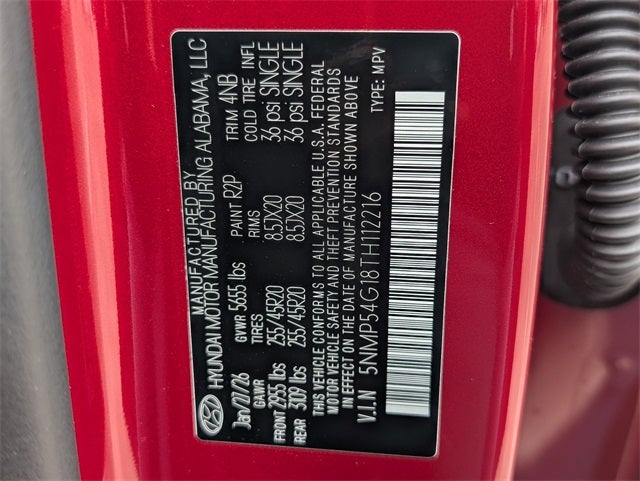 MANUFACTURED BY
HYUNDAI MOTOR MANUFACTURING ALABAMA, LLC
Jan/27/26 GVWR 5655 lbs PAINT R2P TRIM 4NB
GAWR TIRES RIMS COLD TIRE INFL
FRONT 2955 lbs 255/45R20 8.5JX20 36 psi SINGLE
REAR 3109 lbs 255/45R20 8.5JX20 36 psi SINGLE
THIS VEHICLE CONFORMS TO ALL APPLICABLE U.S.A. FEDERAL
MOTOR VEHICLE SAFETY AND THEFT PREVENTION STANDARDS
IN EFFECT ON THE DATE OF MANUFACTURE SHOWN ABOVE
V.I.N 5NMP54G18TH112216 TYPE: MPV